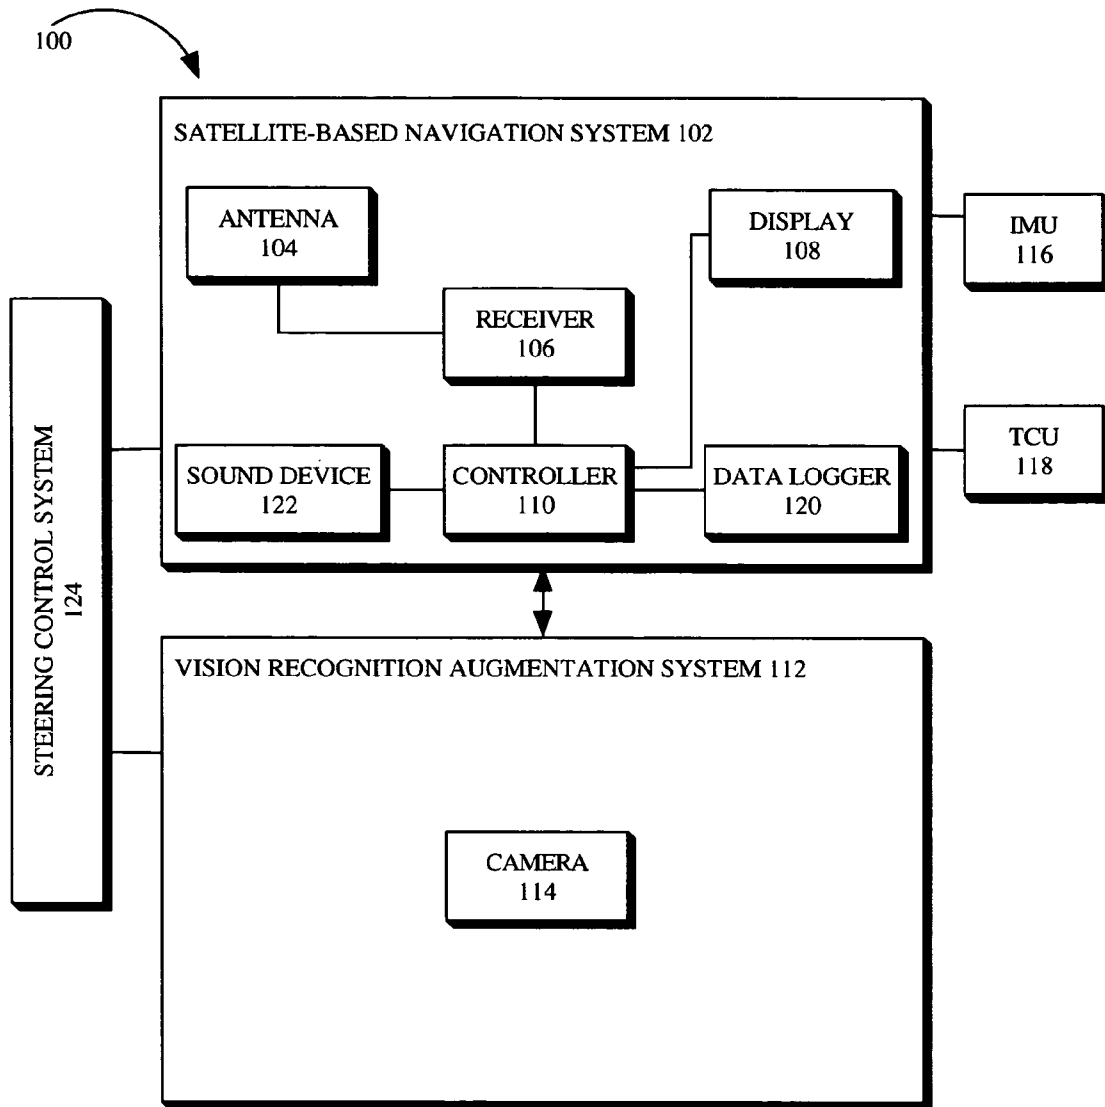 100
SATELLITE-BASED NAVIGATION SYSTEM 102
ANTENNA
104
DISPLAY
108
IMU
116
RECEIVER
106
SOUND DEVICE
122
CONTROLLER
110
DATA LOGGER
120
TCU
118
STEERING CONTROL SYSTEM
124
VISION RECOGNITION AUGMENTATION SYSTEM 112
CAMERA
114